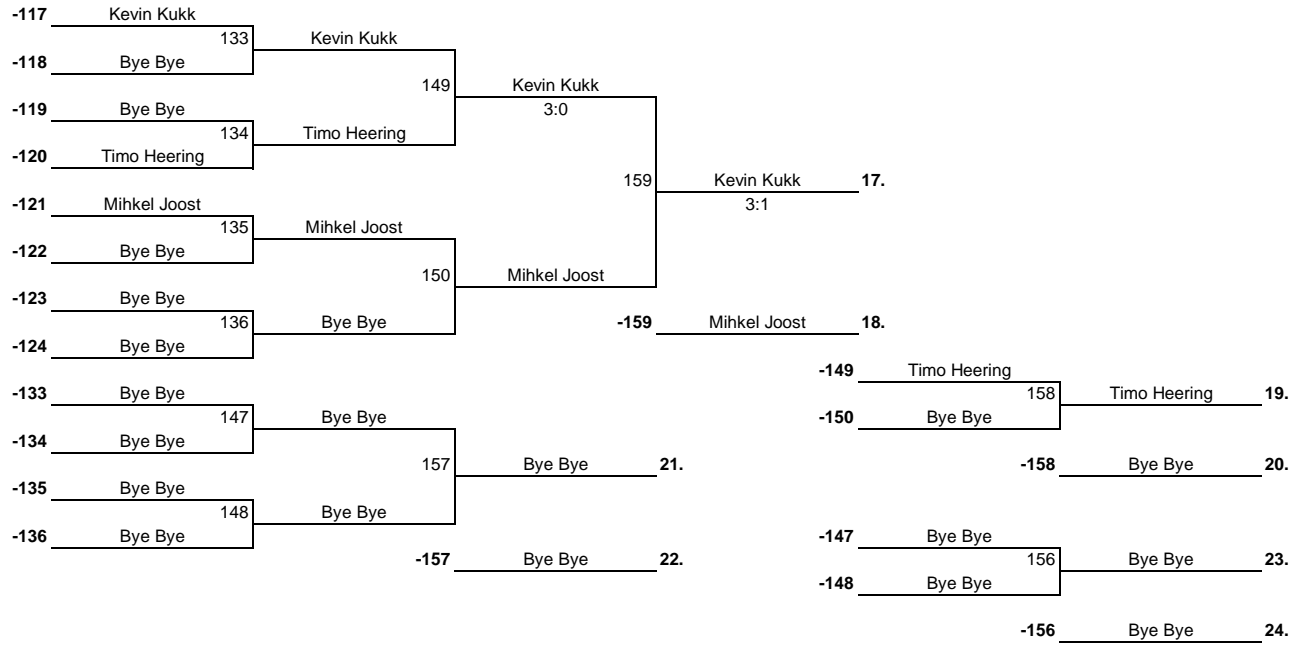 -117 Kevin Kukk
133 Kevin Kukk
-118 Bye Bye
149 Kevin Kukk
-119 Bye Bye
3:0
134 Timo Heering
-120 Timo Heering
159 Kevin Kukk 17.
-121 Mihkel Joost
3:1
135 Mihkel Joost
-122 Bye Bye
150 Mihkel Joost
-123 Bye Bye
136 Bye Bye
-159 Mihkel Joost 18.
-124 Bye Bye
-149 Timo Heering
-133 Bye Bye
158 Timo Heering 19.
147 Bye Bye
-150 Bye Bye
-134 Bye Bye
157 Bye Bye 21.
-158 Bye Bye 20.
-135 Bye Bye
148 Bye Bye
-136 Bye Bye
-147 Bye Bye
-157 Bye Bye 22.
156 Bye Bye 23.
-148 Bye Bye
-156 Bye Bye 24.